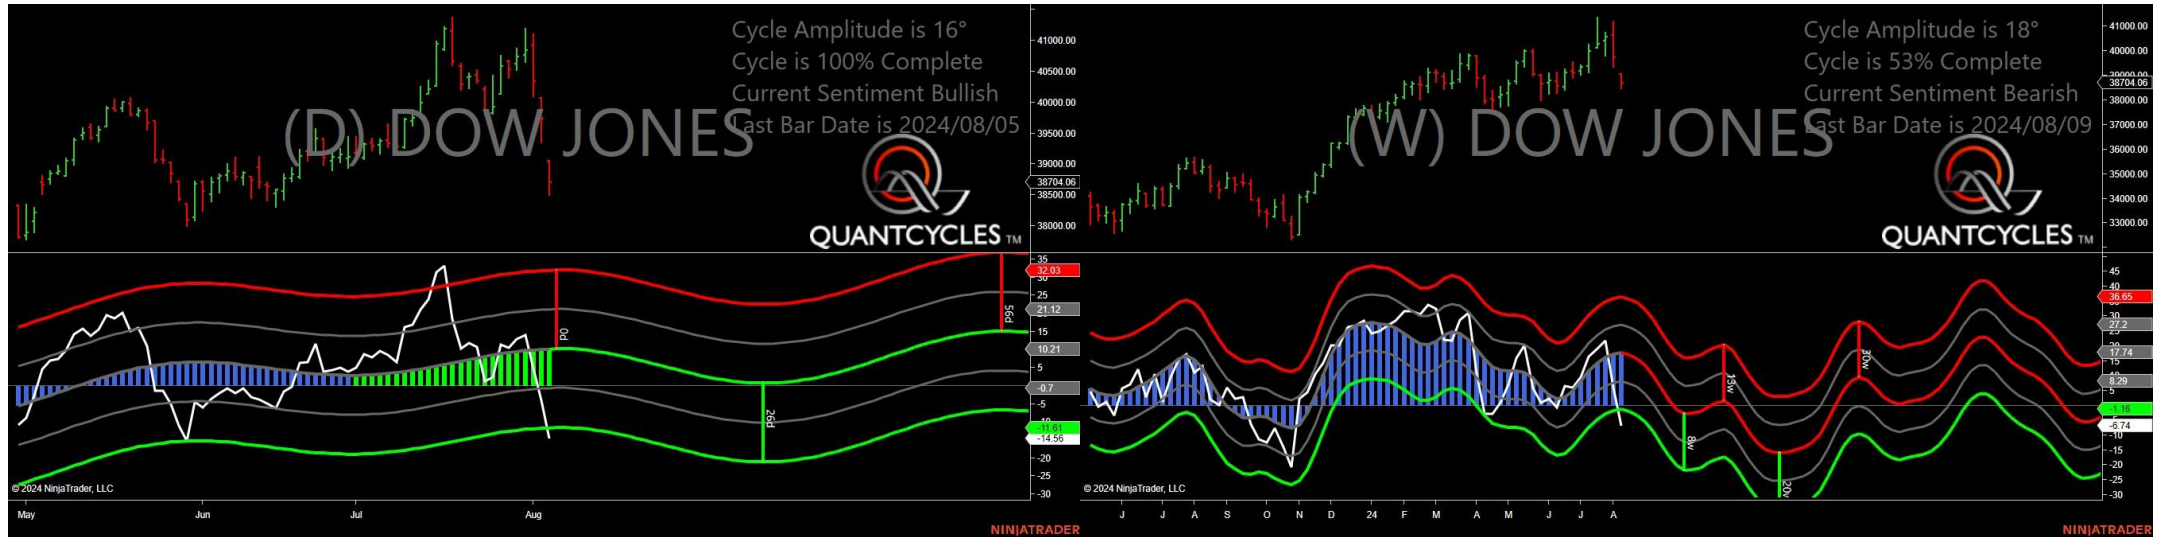 Cycle Amplitude is 16°
Cycle is 100% Complete
Current Sentiment Bullish
Last Bar Date is 2024/08/05
(D) DOW JONES
QUANTCYCLES TM
41000.00
40500.00
40000.00
39500.00
39000.00
38704.06
38500.00
38000.00
35
32.03
30
25
21.12
15
10.21
5
-0.7
-5
-11.61
-14.56
-20
-25
-30
0d
26d
56d
© 2024 NinjaTrader, LLC
May Jun Jul Aug
NINJATRADER
Cycle Amplitude is 18°
Cycle is 53% Complete
Current Sentiment Bearish
Last Bar Date is 2024/08/09
(W) DOW JONES
QUANTCYCLES TM
41000.00
40000.00
39000.00
38704.06
38000.00
37000.00
36000.00
35000.00
34000.00
33000.00
45
40
36.65
30
27.2
17.74
8.29
5
-1.16
-6.74
-10
-15
-20
-25
-30
8w
13w
20w
30w
© 2024 NinjaTrader, LLC
J J A S O N D 24 F M A M J J A
NINJATRADER